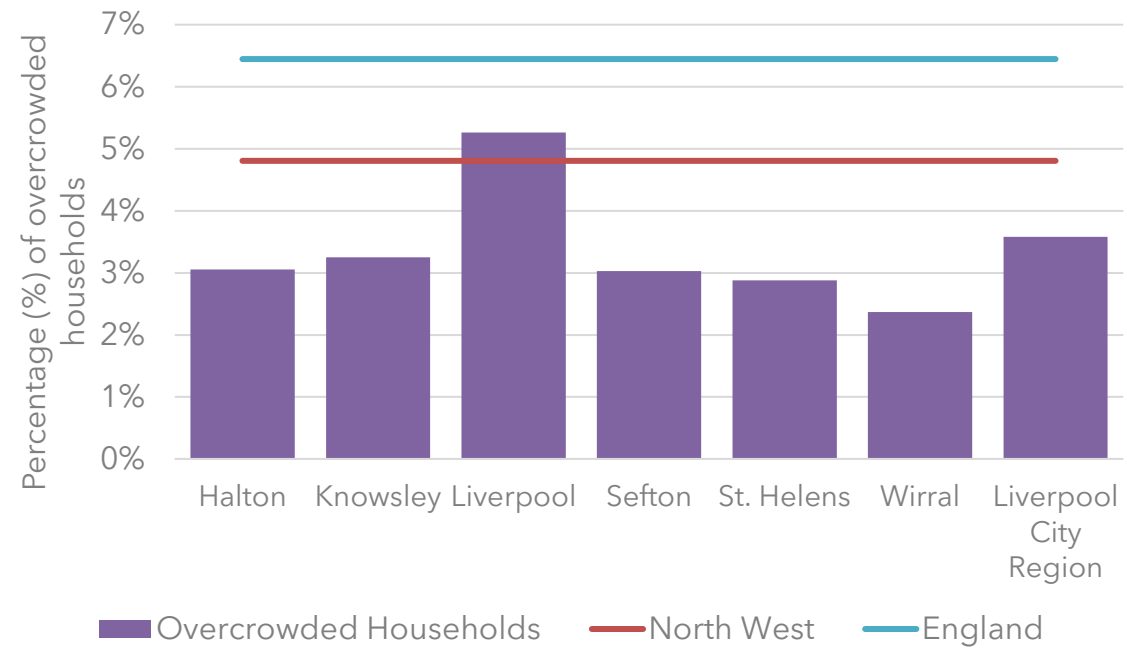 Percentage (%) of overcrowded
households
7%
6%
5%
4%
3%
2%
1%
0%
Halton Knowsley Liverpool Sefton St. Helens Wirral Liverpool
City
Region
Overcrowded Households North West England